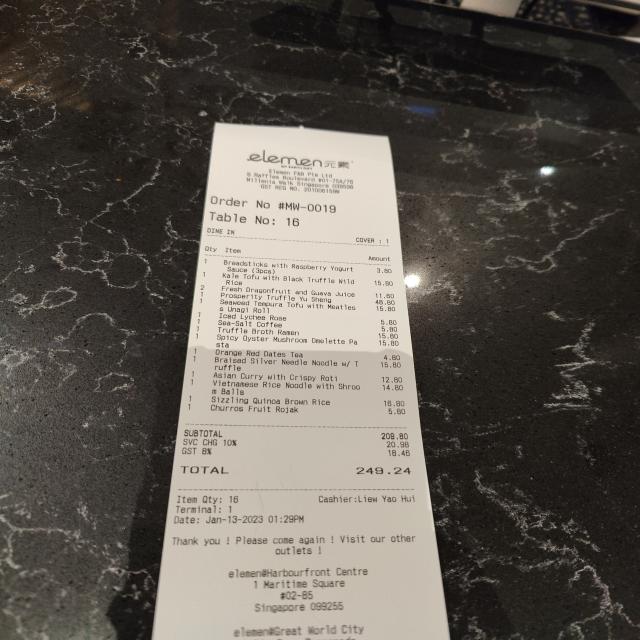 elemen元素
Elemen F&B Pte Ltd
9 Raffles Boulevard #01-75A/76
Millenia Walk Singapore 039596
GST REG NO.
Order No #MW-0019
Table No: 16
DINE IN COVER : 1
Qty Item Amount
1 Breadsticks with Raspberry Yogurt 3.80
Sauce (3pcs)
1 Kale Tofu with Black Truffle Wild 15.80
Rice
2 Fresh Dragonfruit and Guava Juice 11.60
1 Prosperity Truffle Yu Sheng 48.80
1 Seaweed Tempura Tofu with Meatles 15.80
s Unagi Roll
1 Iced Lychee Rose 5.80
1 Sea-Salt Coffee 5.80
1 Truffle Broth Ramen 15.80
1 Spicy Oyster Mushroom Omelette Pa 15.80
sta
1 Orange Red Dates Tea 4.80
1 Braised Silver Needle Noodle w/ T 15.80
ruffle
1 Asian Curry with Crispy Roti 12.80
1 Vietnamese Rice Noodle with Shroo 14.80
m Balls
1 Sizzling Quinoa Brown Rice 16.80
1 Churros Fruit Rojak 5.80
SUBTOTAL 209.80
SVC CHG 10% 20.98
GST 8% 18.46
TOTAL 249.24
Item Qty: 16 Cashier:Liew Yao Hui
Terminal: 1
Date: Jan-13-2023 01:29PM
Thank you ! Please come again ! Visit our other
outlets !
elemen@Harbourfront Centre
1 Maritime Square
#02-85
Singapore 099255
elemen@Great World City